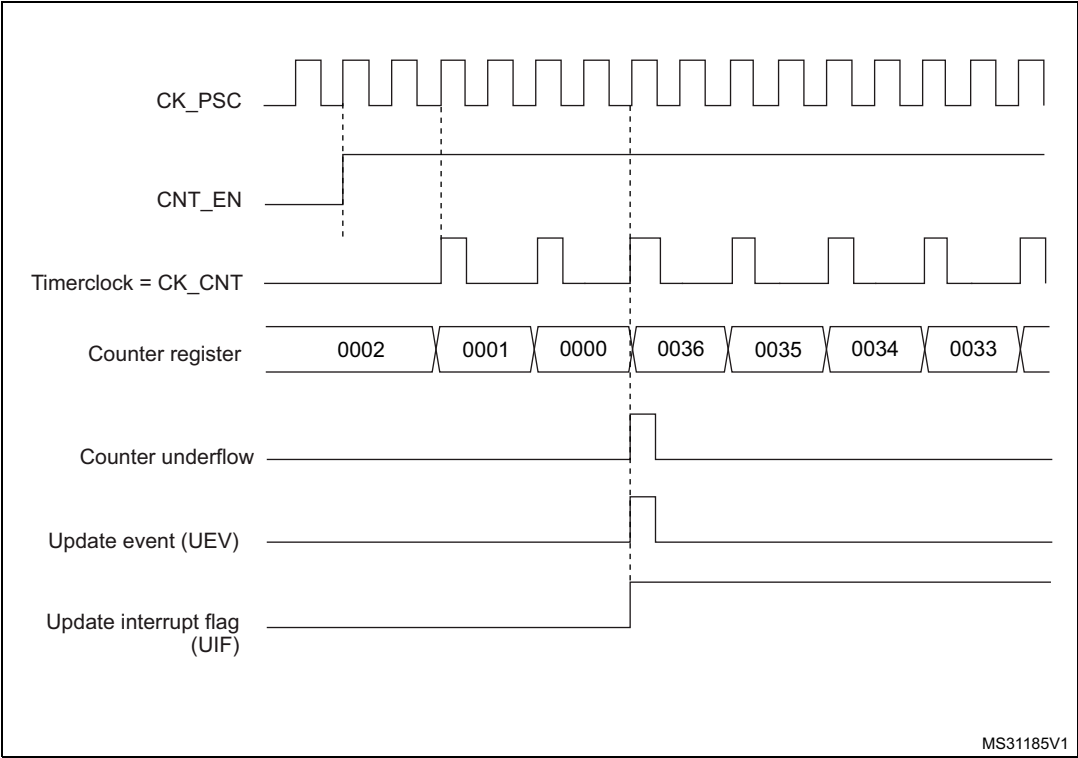 CK_PSC
CNT_EN
Timerclock = CK_CNT
Counter register
0002 0001 0000 0036 0035 0034 0033
Counter underflow
Update event (UEV)
Update interrupt flag
(UIF)
MS31185V1